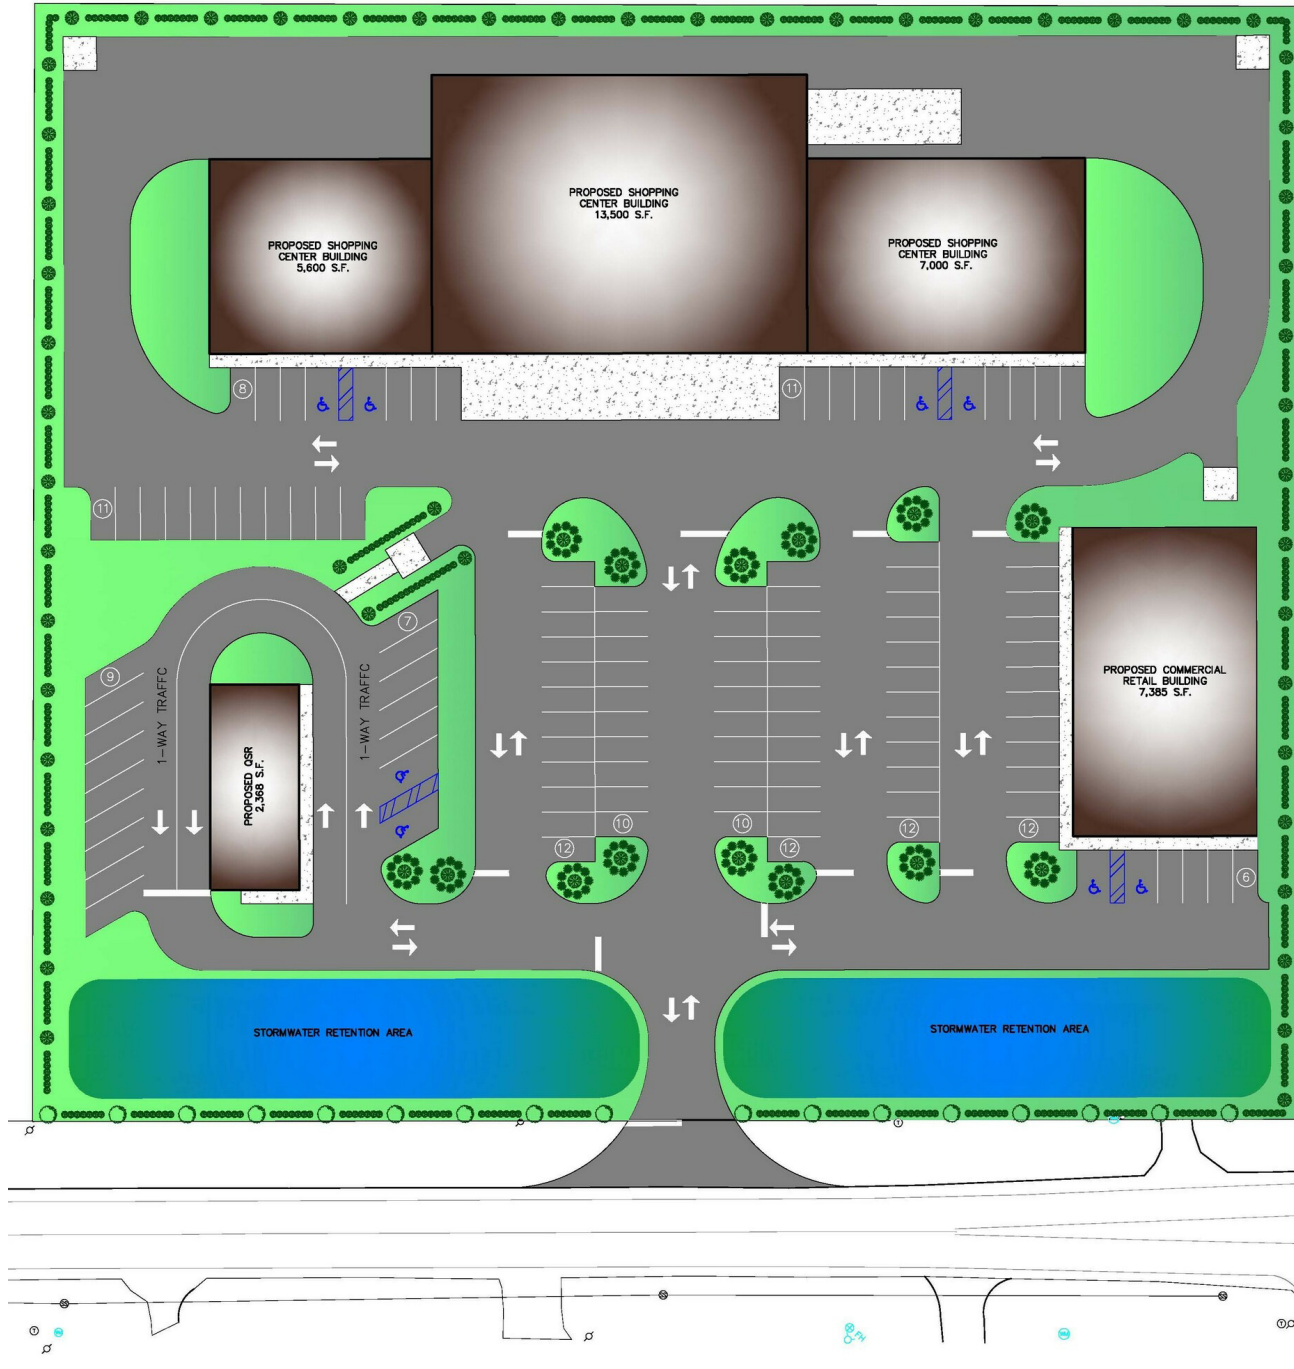 PROPOSED SHOPPING
CENTER BUILDING
13,500 S.F.
PROPOSED SHOPPING
CENTER BUILDING
5,600 S.F.
PROPOSED SHOPPING
CENTER BUILDING
7,000 S.F.
8
11
11
7
9
1-WAY TRAFFC
1-WAY TRAFFC
PROPOSED QSR
2,368 S.F.
PROPOSED COMMERCIAL
RETAIL BUILDING
7,385 S.F.
10
10
12
12
12
12
6
STORMWATER RETENTION AREA
STORMWATER RETENTION AREA
FH